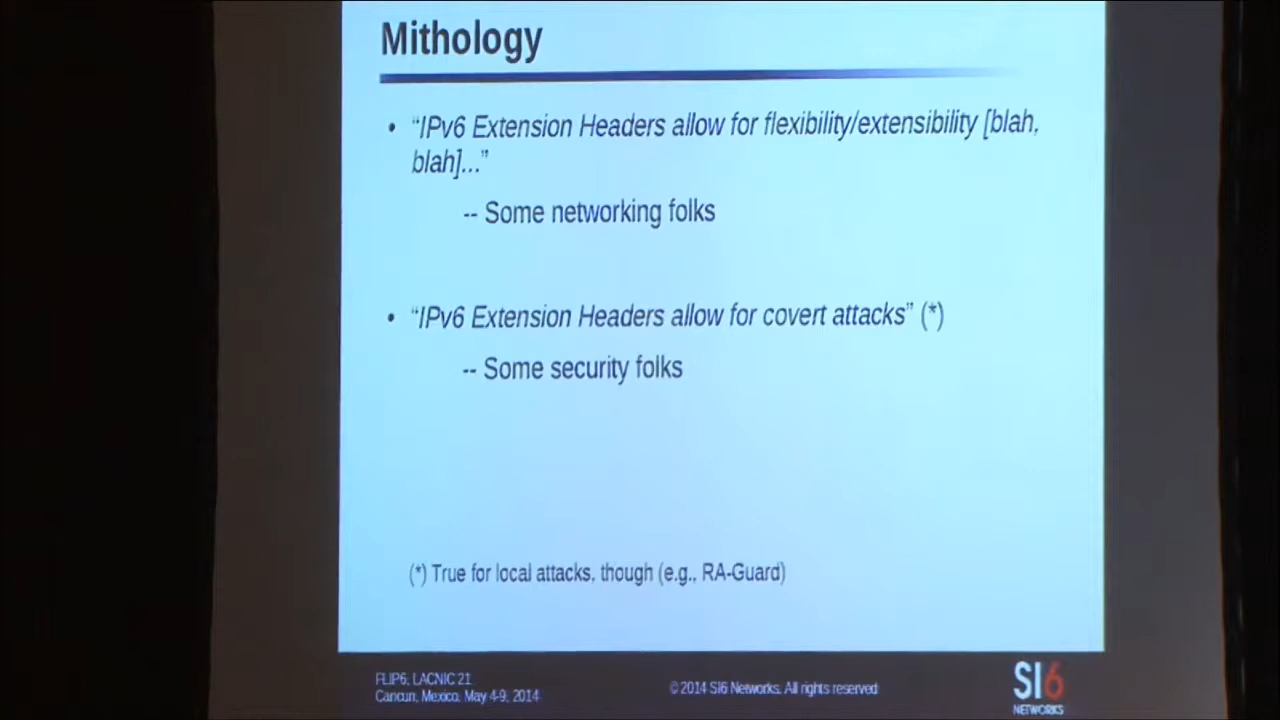 Mithology
• “IPv6 Extension Headers allow for flexibility/extensibility [blah,
blah]...”
-- Some networking folks
• “IPv6 Extension Headers allow for covert attacks” (*)
-- Some security folks
(*) True for local attacks, though (e.g., RA-Guard)
FLIP6, LACNIC 21
Cancun, Mexico. May 4-9, 2014
© 2014 SI6 Networks. All rights reserved
SI6
NETWORKS